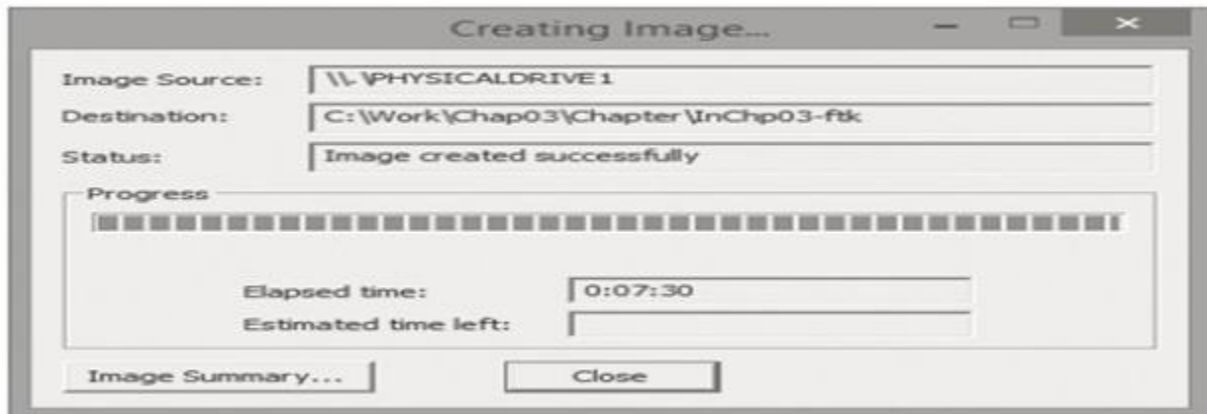 Creating Image...
Image Source: \\.\PHYSICALDRIVE1
Destination: C:\Work\Chap03\Chapter\InChp03-ftk
Status: Image created successfully
Progress
Elapsed time: 0:07:30
Estimated time left:
Image Summary... Close